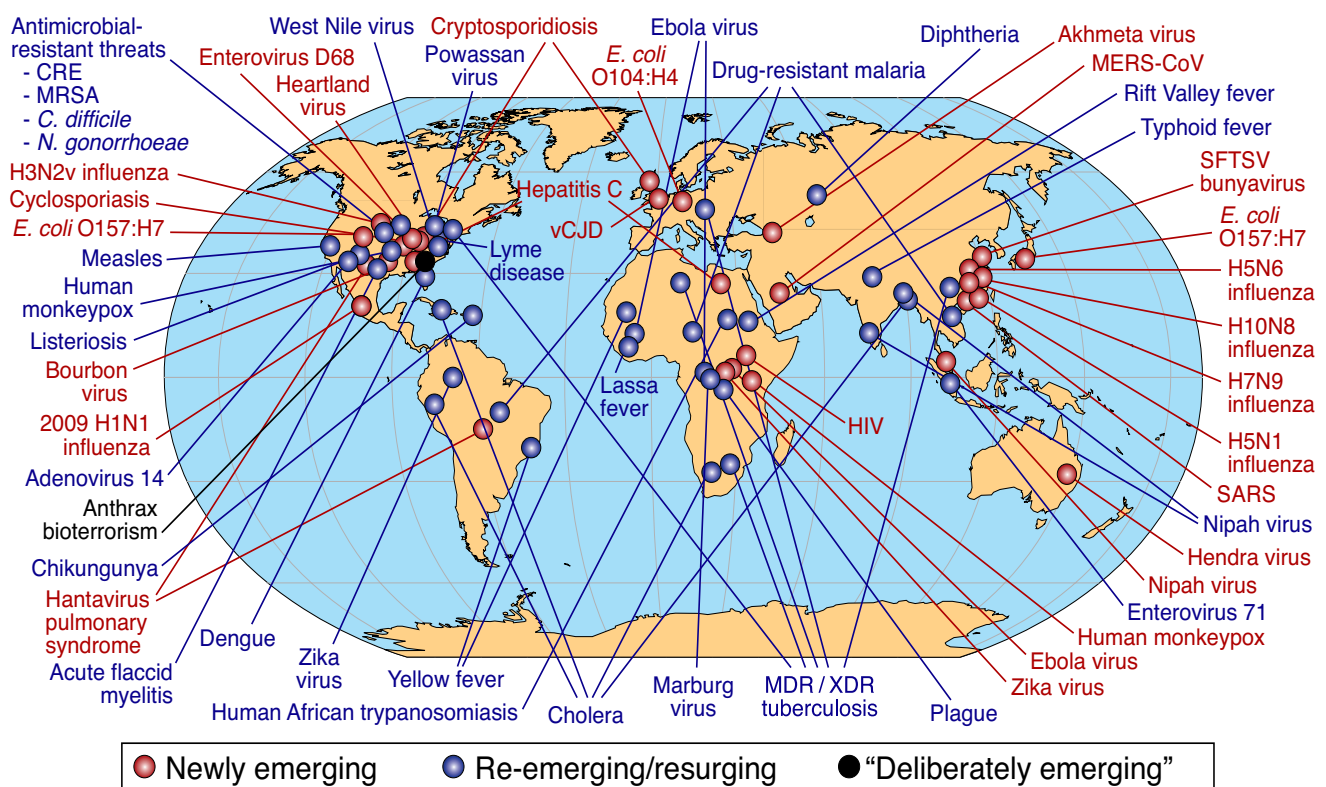 Antimicrobial-
resistant threats
- CRE
- MRSA
- C. difficile
- N. gonorrhoeae
H3N2v influenza
Cyclosporiasis
E. coli O157:H7
Measles
Human
monkeypox
Listeriosis
Bourbon
virus
2009 H1N1
influenza
Adenovirus 14
Anthrax
bioterrorism
Chikungunya
Hantavirus
pulmonary
syndrome
Acute flaccid
myelitis
West Nile virus
Enterovirus D68
Heartland
virus
Cryptosporidiosis
Powassan
virus
E. coli
O104:H4
Ebola virus
Drug-resistant malaria
Diphtheria
Hepatitis C
vCJD
Lyme
disease
Lassa
fever
HIV
Akhmeta virus
MERS-CoV
Rift Valley fever
Typhoid fever
SFTSV
bunyavirus
E. coli
O157:H7
H5N6
influenza
H10N8
influenza
H7N9
influenza
H5N1
influenza
SARS
Nipah virus
Hendra virus
Nipah virus
Enterovirus 71
Human monkeypox
Ebola virus
Zika virus
Dengue
Zika
virus
Yellow fever
Human African trypanosomiasis
Cholera
Marburg
virus
MDR / XDR
tuberculosis
Plague
Newly emerging
Re-emerging/resurging
“Deliberately emerging”